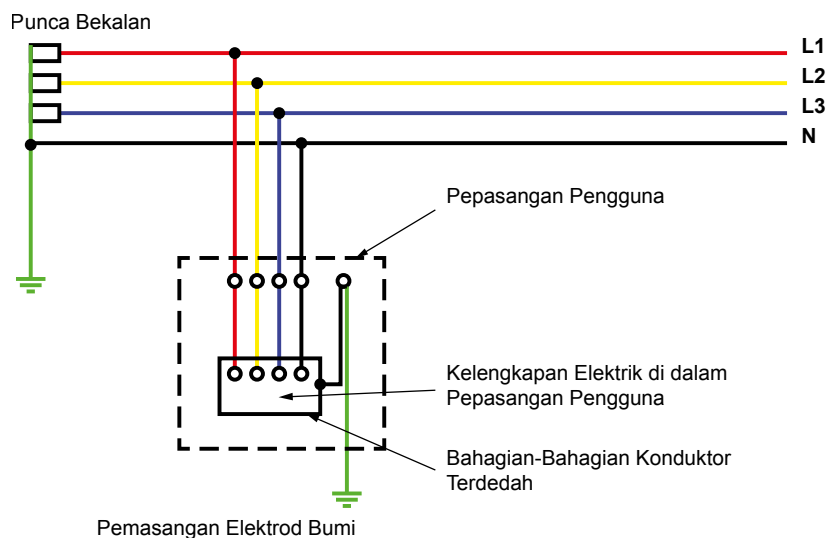 Punca Bekalan
L1
L2
L3
N
Pepasangan Pengguna
Kelengkapan Elektrik di dalam
Pepasangan Pengguna
Bahagian-Bahagian Konduktor
Terdedah
Pemasangan Elektrod Bumi